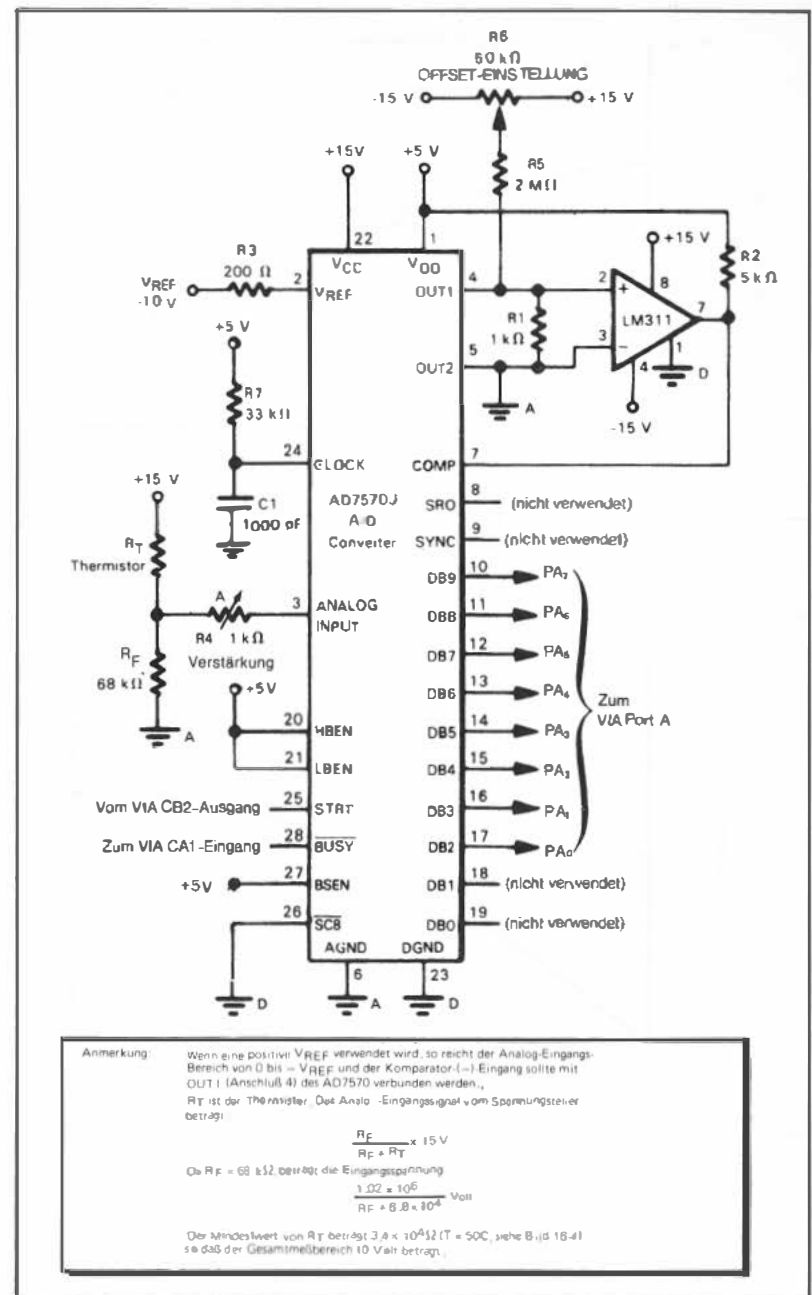 R6
50 kΩ
OFFSET-EINSTELLUNG
-15 V
+15 V
+15V
+5 V
R5
2 MΩ
22
1
VCC
VDD
R3
200 Ω
VREF
-10 V
2
VREF
4
OUT1
+15 V
8
R2
5 kΩ
2
+
LM311
7
3
−
1
D
4
-15 V
R1
1 kΩ
5
OUT2
A
+5 V
R7
33 kΩ
24
CLOCK
C1
1000 pF
7
COMP
AD7570J
A/D
Converter
8
SRO
(nicht verwendet)
9
SYNC
(nicht verwendet)
+15 V
RT
Thermistor
A
R4
1 kΩ
Verstärkung
3
ANALOG
INPUT
RF
68 kΩ
A
10
DB9
PA7
11
DB8
PA6
12
DB7
PA5
13
DB6
PA4
14
DB5
PA3
15
DB4
PA2
16
DB3
PA1
17
DB2
PA0
Zum
VIA Port A
18
DB1
(nicht verwendet)
19
DB0
(nicht verwendet)
+5V
20
HBEN
21
LBEN
Vom VIA CB2-Ausgang
25
STRT
Zum VIA CA1-Eingang
28
BUSY
+5V
27
BSEN
26
SC8
D
AGND
DGND
6
A
23
D
Anmerkung:
Wenn eine positive VREF verwendet wird, so reicht der Analog-Eingangs-
Bereich von 0 bis – VREF und der Komparator-(–)-Eingang sollte mit
OUT1 (Anschluß 4) des AD7570 verbunden werden.
RT ist der Thermistor. Das Analog-Eingangssignal vom Spannungsteiler
beträgt
RF
RF + RT
x 15 V
Da RF = 68 kΩ, beträgt die Eingangsspannung
1.02 × 10⁶
RF + 6.8 × 10⁴
Volt
Der Mindestwert von RT beträgt 3,4 × 10⁴Ω (T = 50C, siehe Bild 16-4)
so daß der Gesamtmeßbereich 10 Volt beträgt.